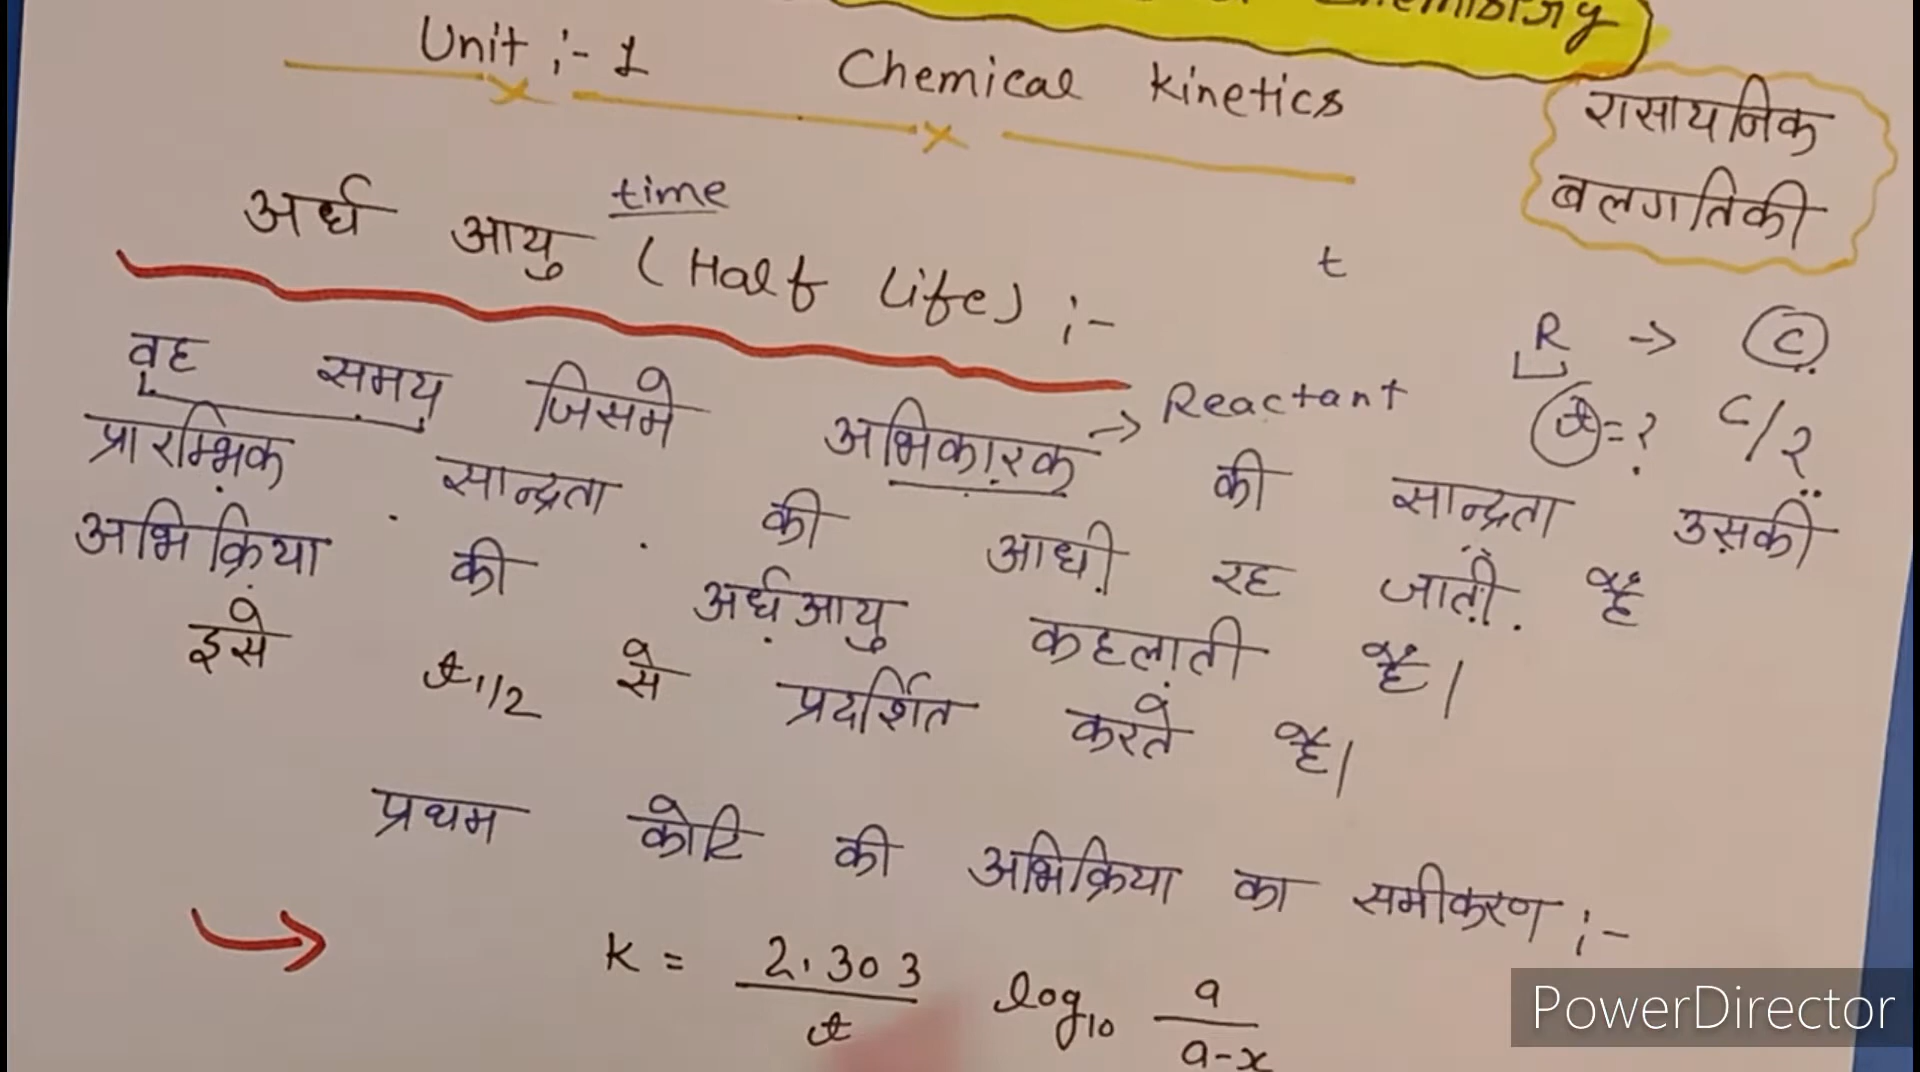 Chemistry
Unit :- 1 Chemical Kinetics
रासायनिक
बलगतिकी
time
अर्ध आयु (Half Life) :-
t
R → C
t=? C/2
वह समय जिसमे अभिकारक → Reactant की सान्द्रता उसकी
प्रारम्भिक सान्द्रता की आधी रह जाती है
अभिक्रिया की अर्धआयु कहलाती है।
इसे t1/2 से प्रदर्शित करते है।
प्रथम कोटि की अभिक्रिया का समीकरण :-
K = 2.303/t log10 a/a-x
PowerDirector